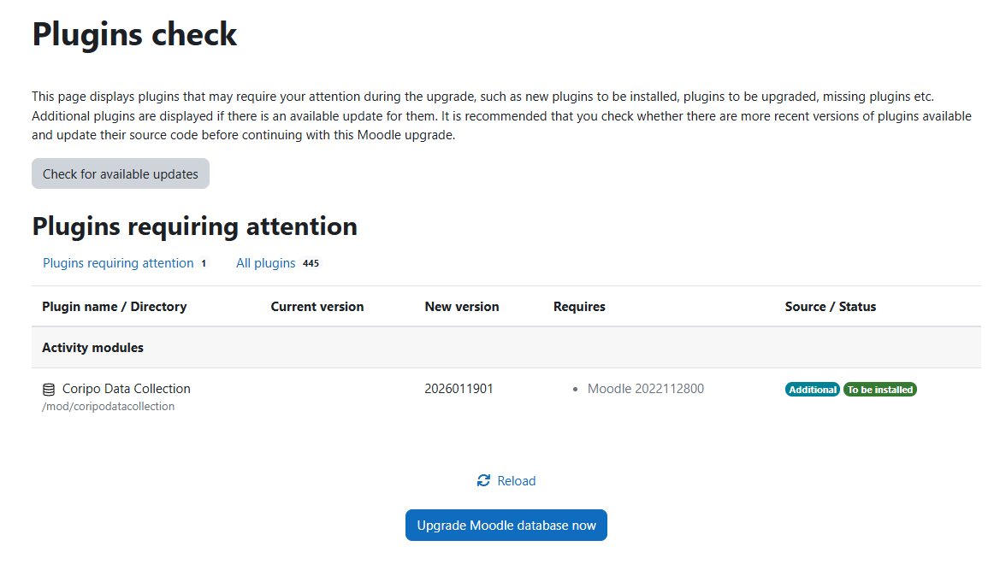 Plugins check
This page displays plugins that may require your attention during the upgrade, such as new plugins to be installed, plugins to be upgraded, missing plugins etc.
Additional plugins are displayed if there is an available update for them. It is recommended that you check whether there are more recent versions of plugins available
and update their source code before continuing with this Moodle upgrade.
Check for available updates
Plugins requiring attention
Plugins requiring attention 1 All plugins 445
Plugin name / Directory Current version New version Requires Source / Status
Activity modules
Coripo Data Collection 2026011901 • Moodle 2022112800 Additional To be installed
/mod/coripodatacollection
Reload
Upgrade Moodle database now